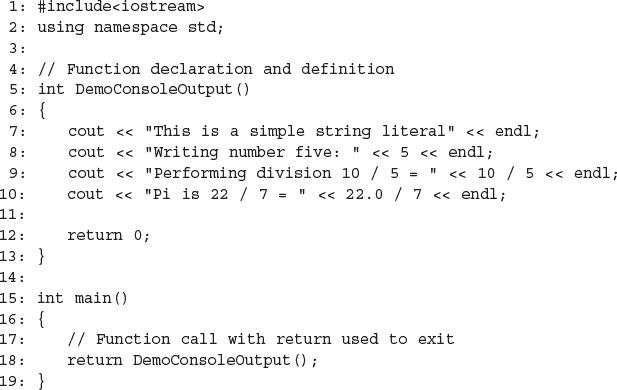 1: #include<iostream>
2: using namespace std;
3:
4: // Function declaration and definition
5: int DemoConsoleOutput()
6: {
7:    cout << "This is a simple string literal" << endl;
8:    cout << "Writing number five: " << 5 << endl;
9:    cout << "Performing division 10 / 5 = " << 10 / 5 << endl;
10:    cout << "Pi is 22 / 7 = " << 22.0 / 7 << endl;
11:
12:    return 0;
13: }
14:
15: int main()
16: {
17:    // Function call with return used to exit
18:    return DemoConsoleOutput();
19: }